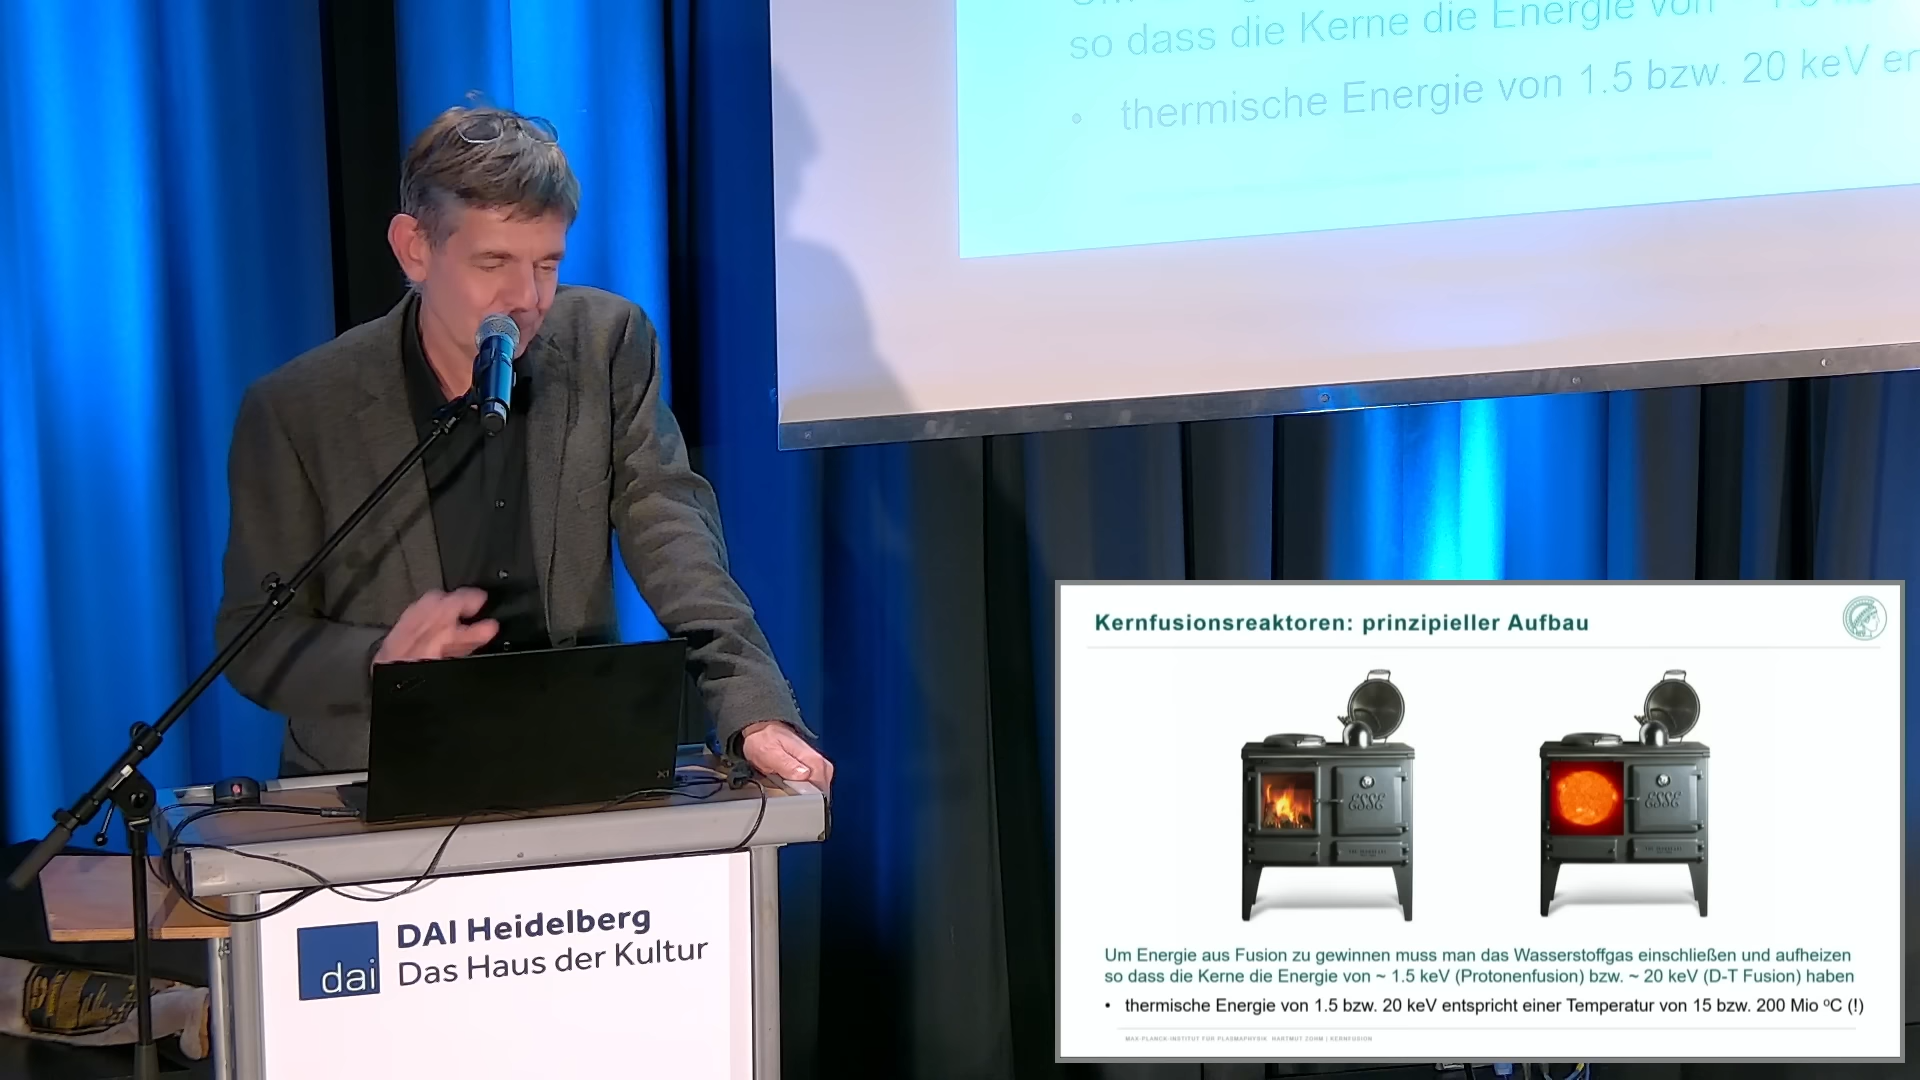 so dass die Kerne die Energie von
thermische Energie von 1.5 bzw. 20 keV
X1
DAI Heidelberg
dai
Das Haus der Kultur
Kernfusionsreaktoren: prinzipieller Aufbau
ESSE
ESSE
Um Energie aus Fusion zu gewinnen muss man das Wasserstoffgas einschließen und aufheizen
so dass die Kerne die Energie von ~ 1.5 keV (Protonenfusion) bzw. ~ 20 keV (D-T Fusion) haben
• thermische Energie von 1.5 bzw. 20 keV entspricht einer Temperatur von 15 bzw. 200 Mio ºC (!)
MAX-PLANCK-INSTITUT FÜR PLASMAPHYSIK HARTMUT ZOHM | KERNFUSION